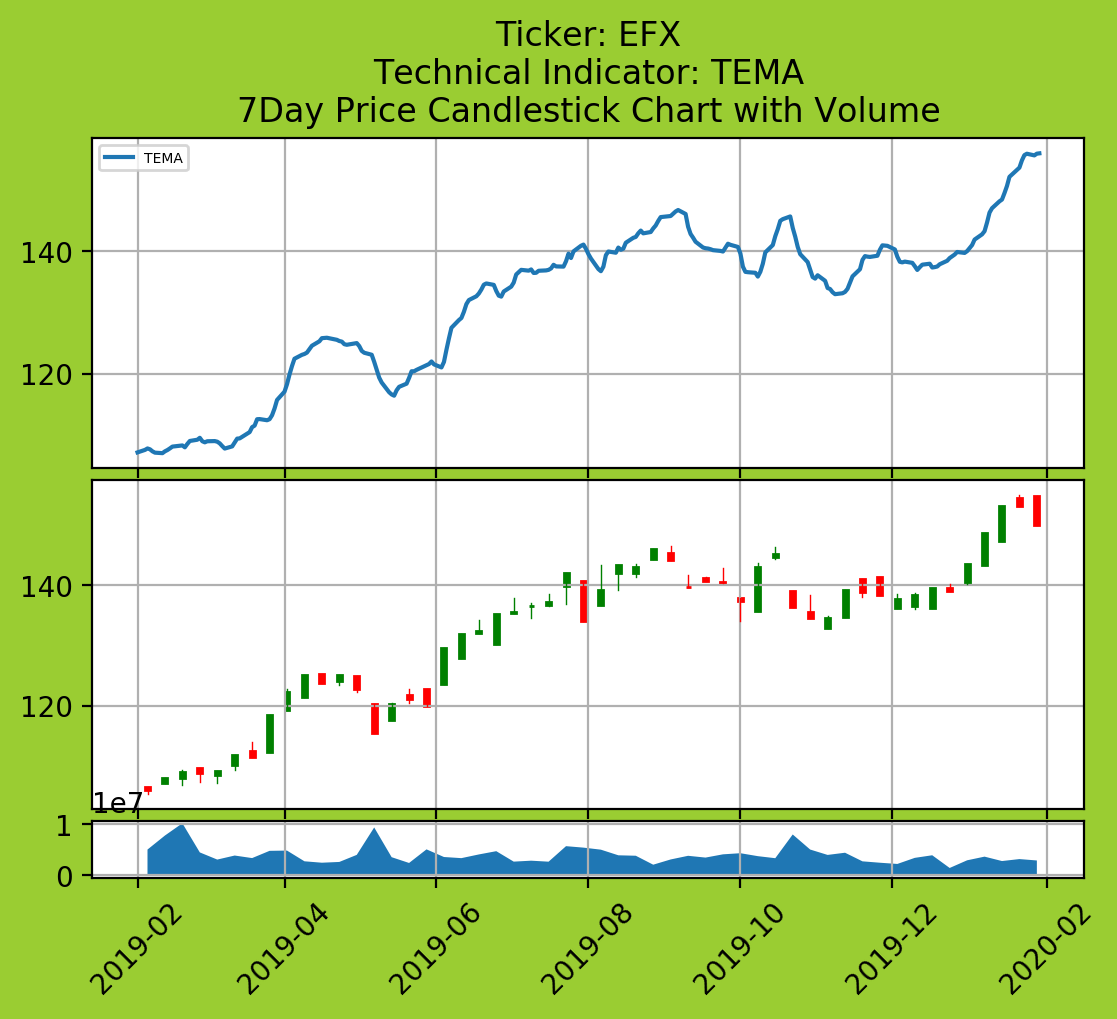 Ticker: EFX
Technical Indicator: TEMA
7Day Price Candlestick Chart with Volume
TEMA
140
120
140
120
1e7
1
0
2019-02
2019-04
2019-06
2019-08
2019-10
2019-12
2020-02